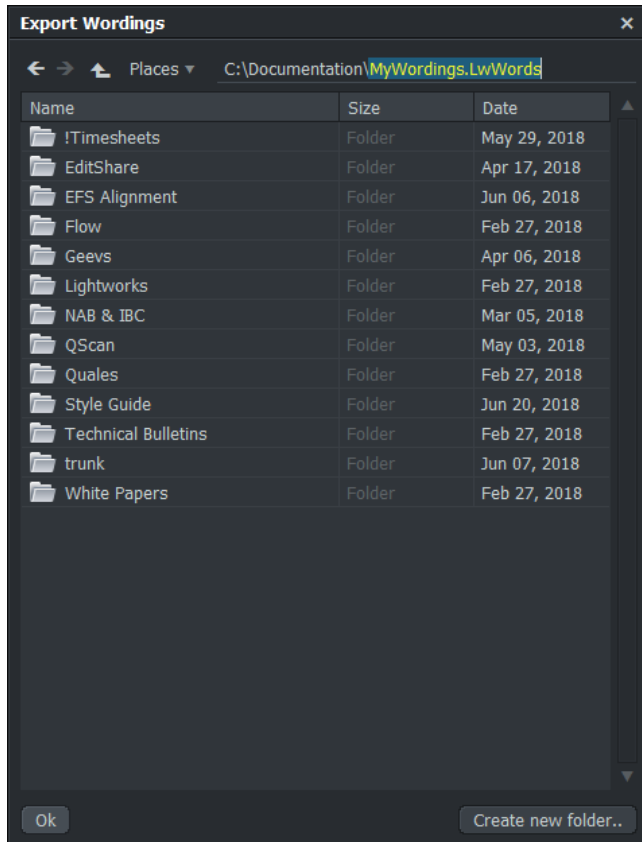 Export Wordings
Places C:\Documentation\MyWordings.LwWords
Name Size Date
!Timesheets Folder May 29, 2018
EditShare Folder Apr 17, 2018
EFS Alignment Folder Jun 06, 2018
Flow Folder Feb 27, 2018
Geevs Folder Apr 06, 2018
Lightworks Folder Feb 27, 2018
NAB & IBC Folder Mar 05, 2018
QScan Folder May 03, 2018
Quales Folder Feb 27, 2018
Style Guide Folder Jun 20, 2018
Technical Bulletins Folder Feb 27, 2018
trunk Folder Jun 07, 2018
White Papers Folder Feb 27, 2018
Ok Create new folder..